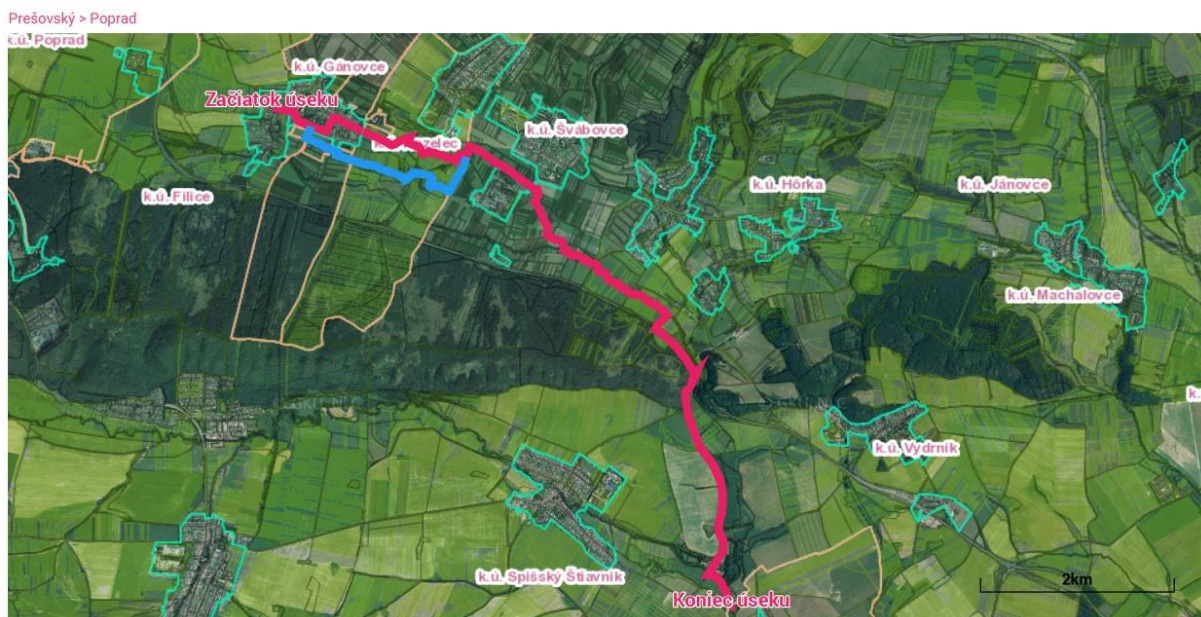 Prešovský > Poprad
k.ú. Poprad
k.ú. Gánovce
Začiatok úseku
k.ú. Švábovce
k.ú. Hôrka
k.ú. Jánovce
k.ú. Filice
k.ú. Machalovce
k.ú. Vydrník
k.ú. Spišský Štiavnik
2km
Koniec úseku